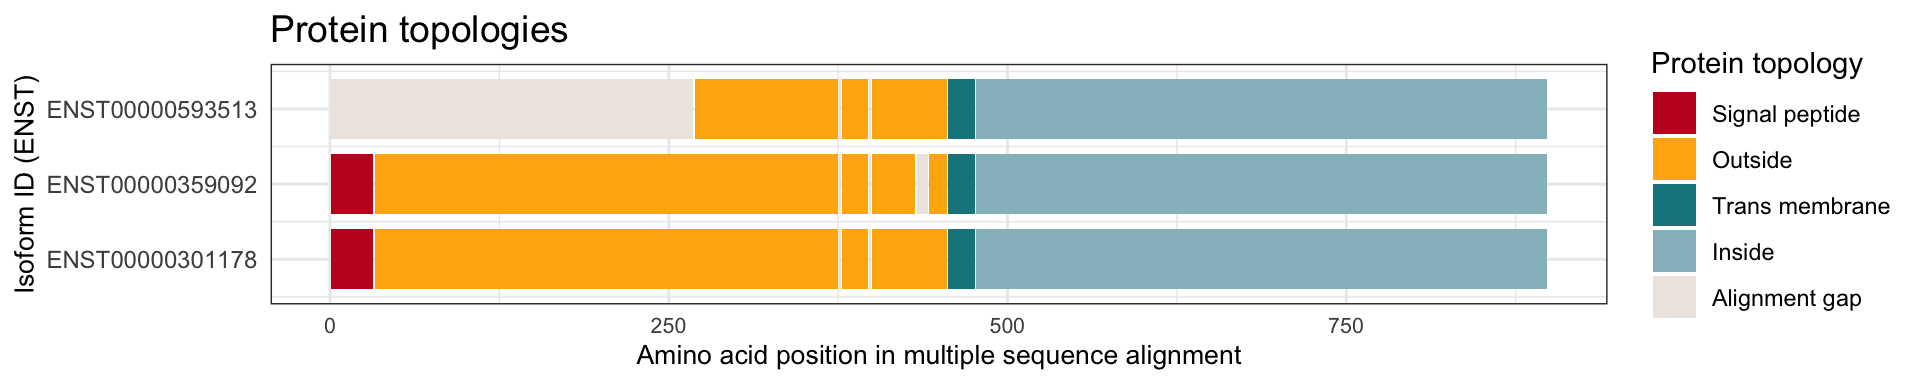 Protein topologies
Isoform ID (ENST)
ENST00000593513
ENST00000359092
ENST00000301178
0 250 500 750
Amino acid position in multiple sequence alignment
Protein topology
Signal peptide
Outside
Trans membrane
Inside
Alignment gap